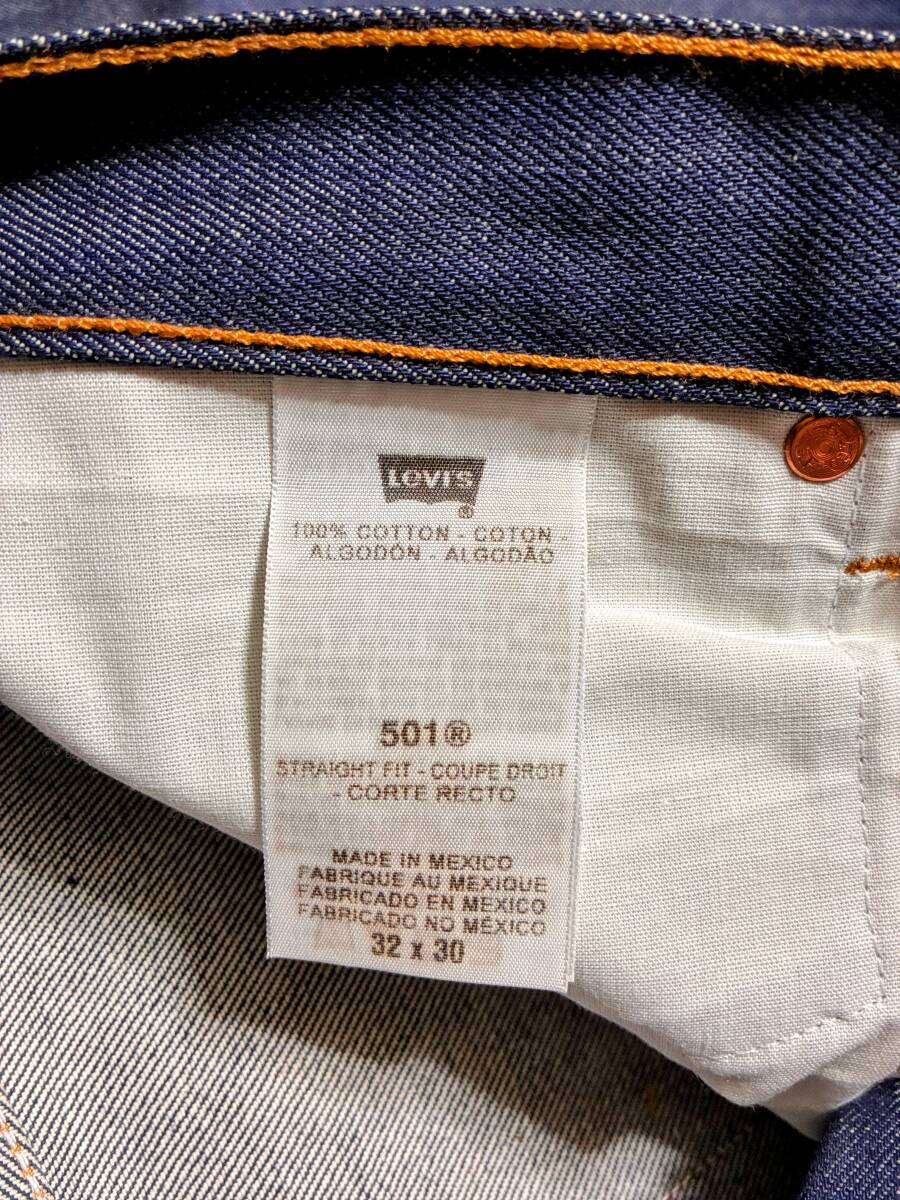 Levi's
®
100% COTTON - COTON -
ALGODÓN - ALGODÃO
501®
STRAIGHT FIT - COUPE DROIT
- CORTE RECTO
MADE IN MEXICO
FABRIQUE AU MEXIQUE
FABRICADO EN MEXICO
FABRICADO NO MÉXICO
32 x 30